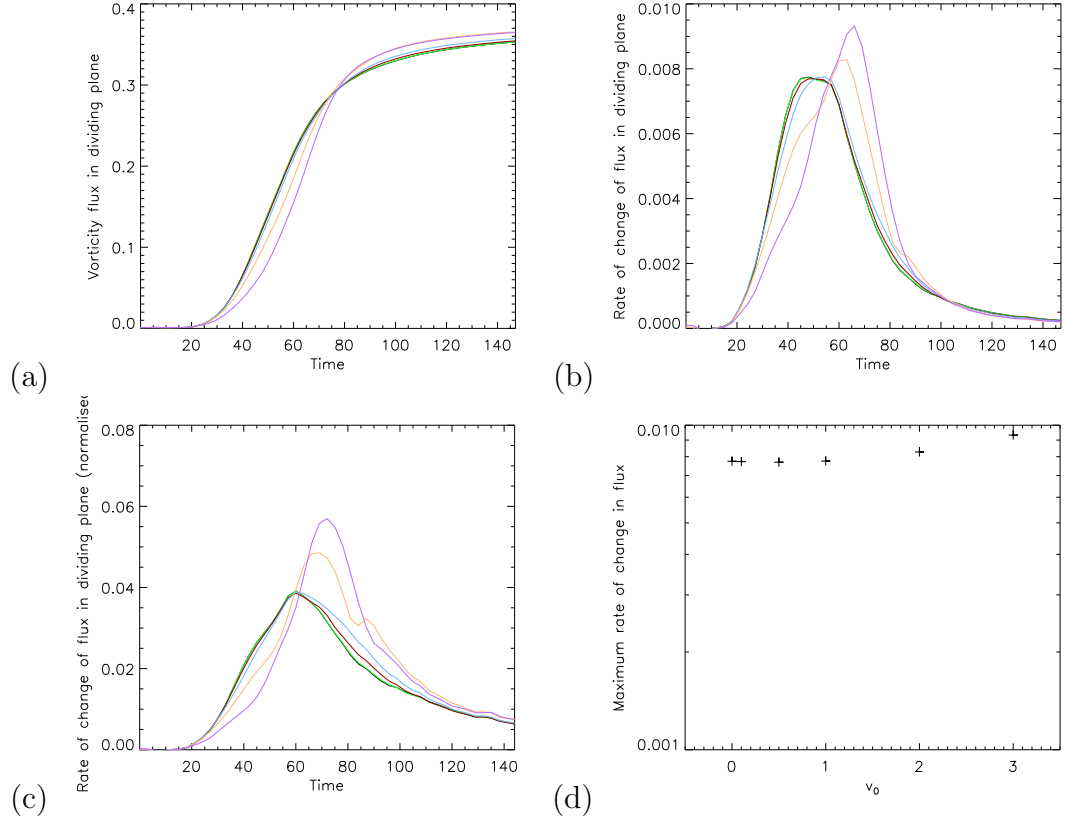 0.4
0.3
0.2
0.1
0.0
20 40 60 80 100 120 140
Time
Vorticity flux in dividing plane
(a)
0.010
0.008
0.006
0.004
0.002
0.000
20 40 60 80 100 120 140
Time
Rate of change of flux in dividing plane
(b)
0.08
0.06
0.04
0.02
0.00
20 40 60 80 100 120 140
Time
Rate of change of flux in dividing plane (normalised
(c)
0.010
0.001
0 1 2 3
v₀
Maximum rate of change in flux
(d)